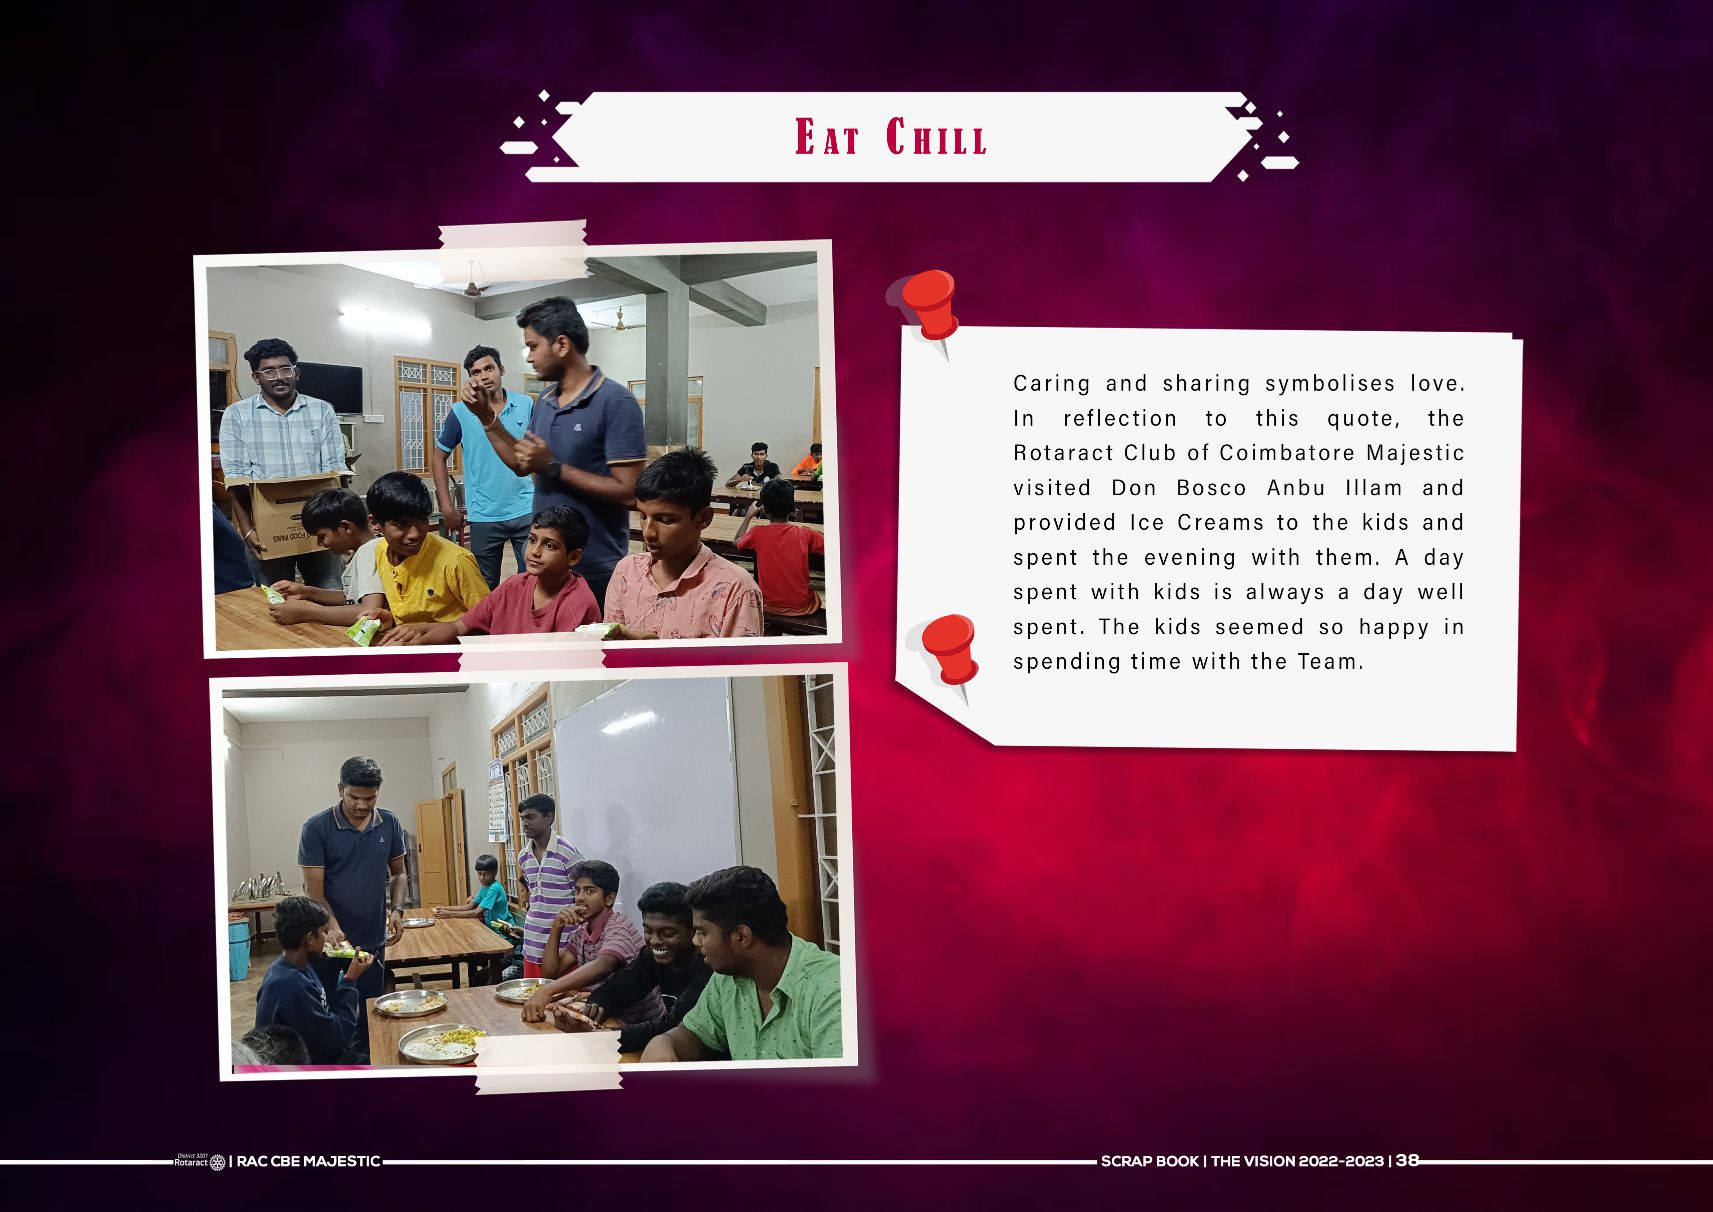 EAT CHILL
Caring and sharing symbolises love.
In reflection to this quote, the
Rotaract Club of Coimbatore Majestic
visited Don Bosco Anbu Illam and
provided Ice Creams to the kids and
spent the evening with them. A day
spent with kids is always a day well
spent. The kids seemed so happy in
spending time with the Team.
FOOD PANS
District 3201
Rotaract | RAC CBE MAJESTIC
SCRAP BOOK | THE VISION 2022-2023 | 38